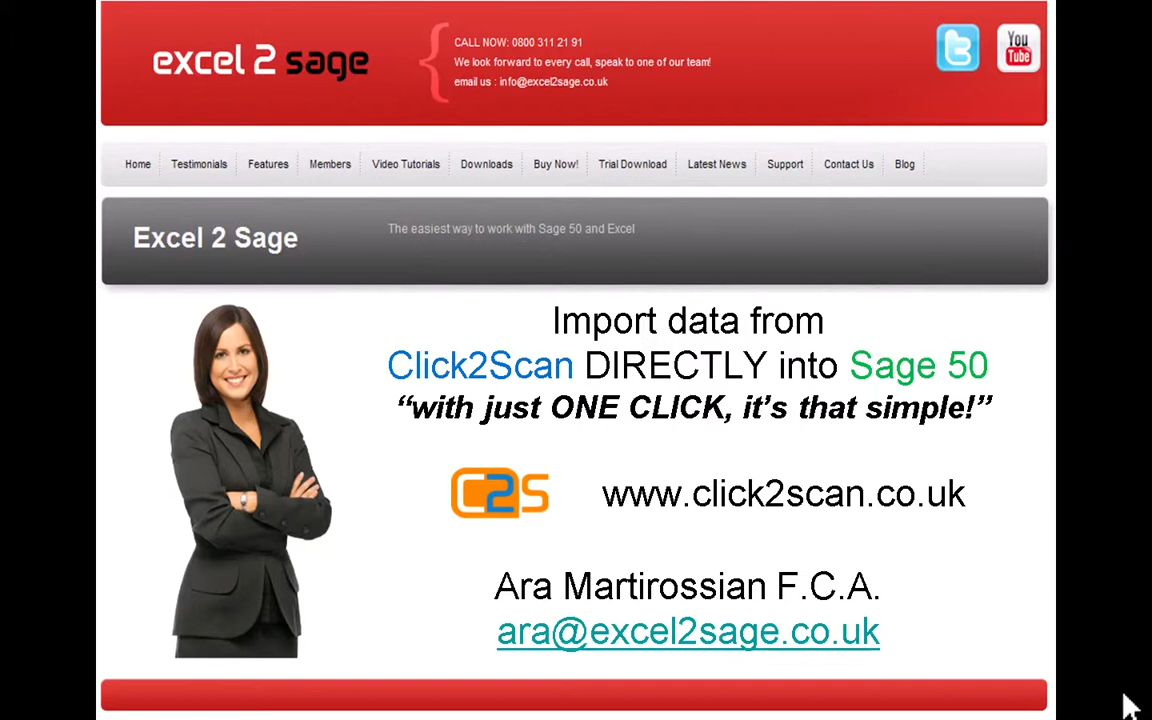 excel 2 sage
CALL NOW: 0800 311 21 91
We look forward to every call, speak to one of our team!
email us : info@excel2sage.co.uk
t
You
Tube
Home Testimonials Features Members Video Tutorials Downloads Buy Now! Trial Download Latest News Support Contact Us Blog
Excel 2 Sage
The easiest way to work with Sage 50 and Excel
Import data from
Click2Scan DIRECTLY into Sage 50
“with just ONE CLICK, it’s that simple!”
C2S www.click2scan.co.uk
Ara Martirossian F.C.A.
ara@excel2sage.co.uk